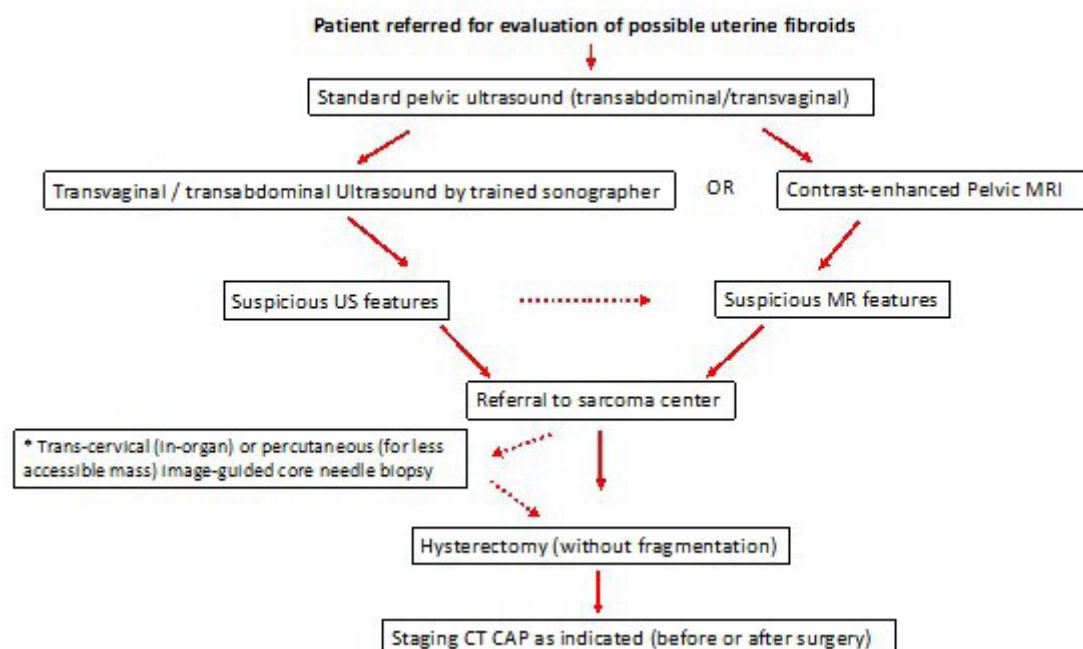 Patient referred for evaluation of possible uterine fibroids
Standard pelvic ultrasound (transabdominal/transvaginal)
Transvaginal / transabdominal Ultrasound by trained sonographer
OR
Contrast-enhanced Pelvic MRI
Suspicious US features
Suspicious MR features
Referral to sarcoma center
* Trans-cervical (in-organ) or percutaneous (for less
accessible mass) image-guided core needle biopsy
Hysterectomy (without fragmentation)
Staging CT CAP as indicated (before or after surgery)